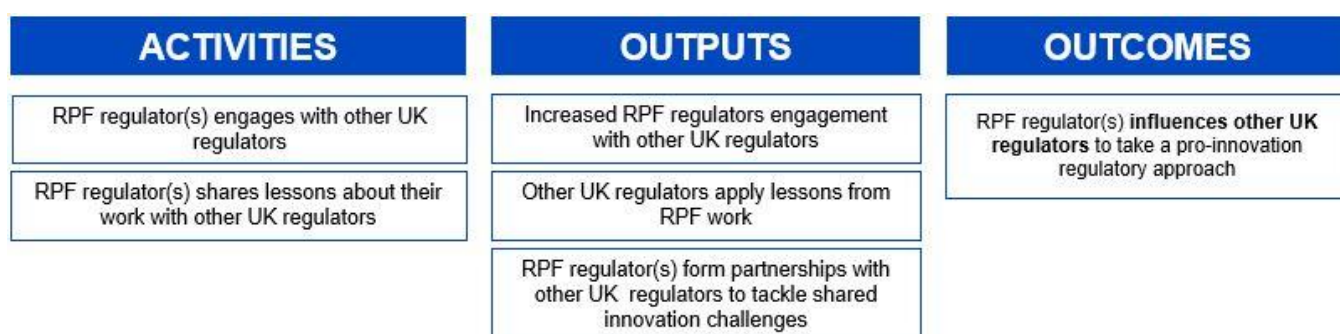 ACTIVITIES
RPF regulator(s) engages with other UK
regulators
RPF regulator(s) shares lessons about their
work with other UK regulators
OUTPUTS
Increased RPF regulators engagement
with other UK regulators
Other UK regulators apply lessons from
RPF work
RPF regulator(s) form partnerships with
other UK regulators to tackle shared
innovation challenges
OUTCOMES
RPF regulator(s) influences other UK
regulators to take a pro-innovation
regulatory approach